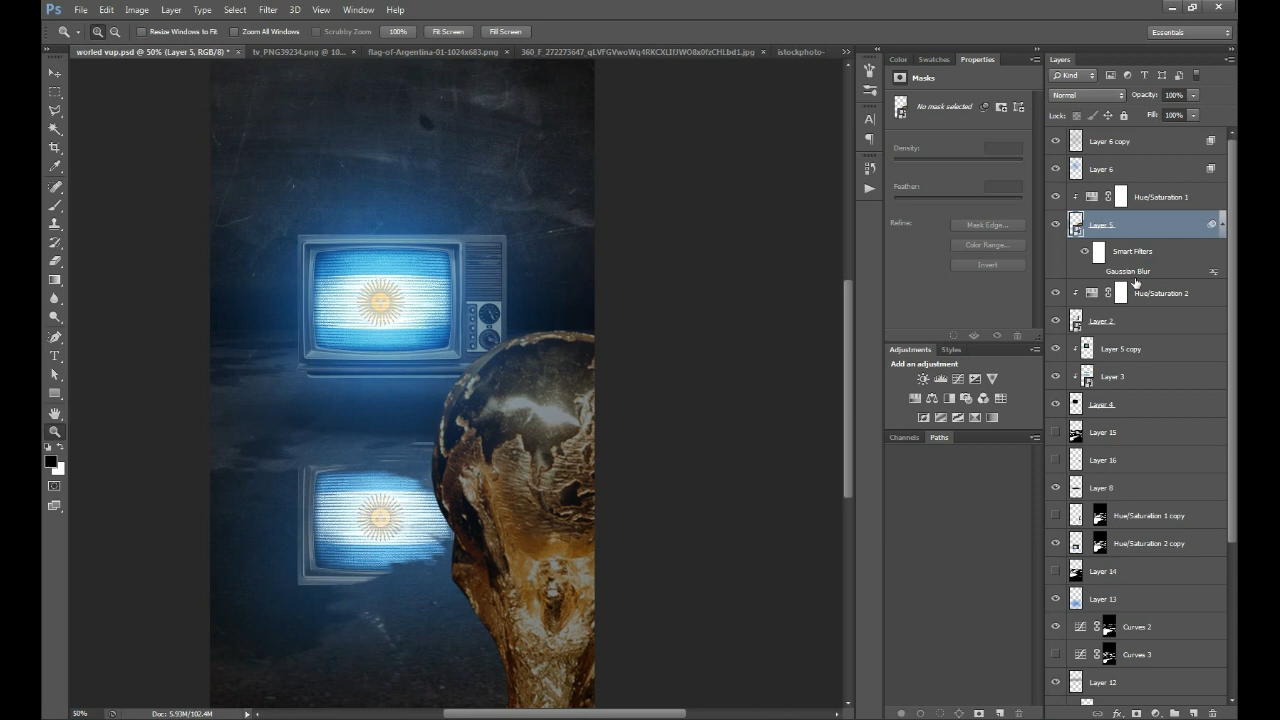 Ps File Edit Image Layer Type Select Filter 3D View Window Help
Resize Windows to Fit Zoom All Windows Scrubby Zoom 100% Fit Screen Fill Screen Essentials
worled vup.psd @ 50% (Layer 5, RGB/8) * × tv_PNG39234.png @ 10... × flag-of-Argentina-01-1024x683.png × 360_F_272273647_qLVFGVwoWq4RKCXLIfJWO8x0fzCHLbd1.jpg × istockphoto-
Color Swatches Properties
Masks
No mask selected
Density:
Feather:
Refine:
Mask Edge...
Color Range...
Invert
Adjustments Styles
Add an adjustment
Channels Paths
Layers
Kind
Normal Opacity: 100%
Lock: Fill: 100%
Layer 6 copy
Layer 6
Hue/Saturation 1
Layer 5
Smart Filters
Gaussian Blur
Hue/Saturation 2
Layer 2
Layer 5 copy
Layer 3
Layer 4
Layer 15
Layer 16
Layer 8
Hue/Saturation 1 copy
Hue/Saturation 2 copy
Layer 14
Layer 13
Curves 2
Curves 3
Layer 12
50% Doc: 5.93M/102.4M